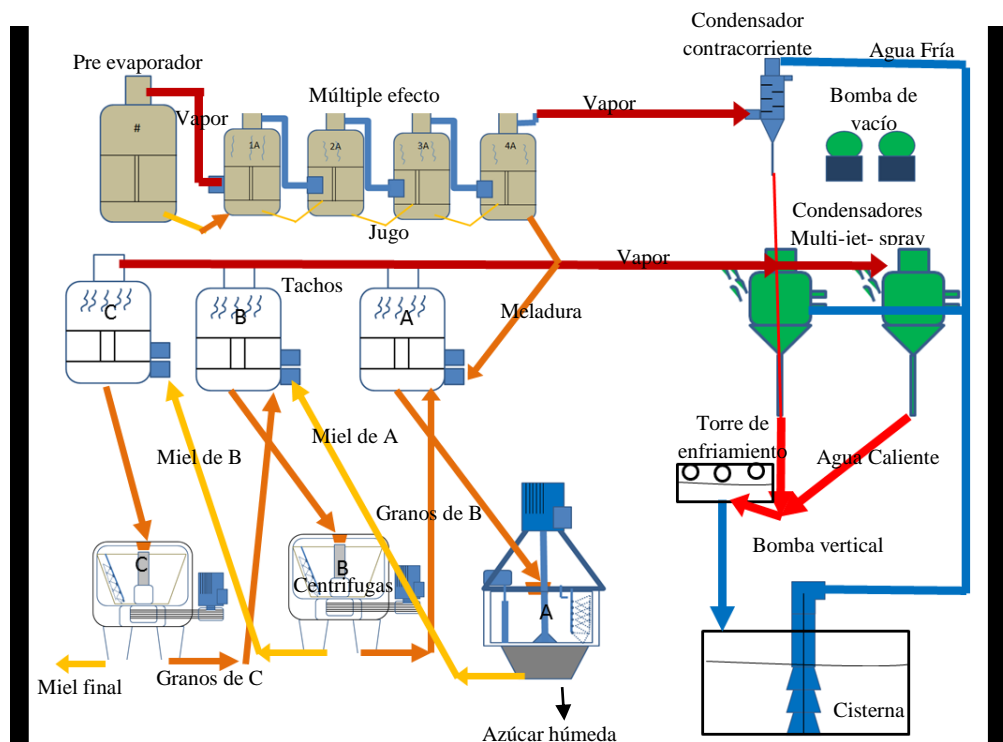 Condensador
contracorriente
Agua Fría
Pre evaporador
Múltiple efecto
Vapor
Vapor
Bomba de
vacío
#
1A
2A
3A
4A
Condensadores
Multi-jet- spray
Jugo
Vapor
Tachos
C
B
A
Meladura
Torre de
enfriamiento
Miel de A
Miel de B
Agua Caliente
Granos de B
Bomba vertical
C
B
Centrifugas
A
Miel final
Granos de C
Cisterna
Azúcar húmeda